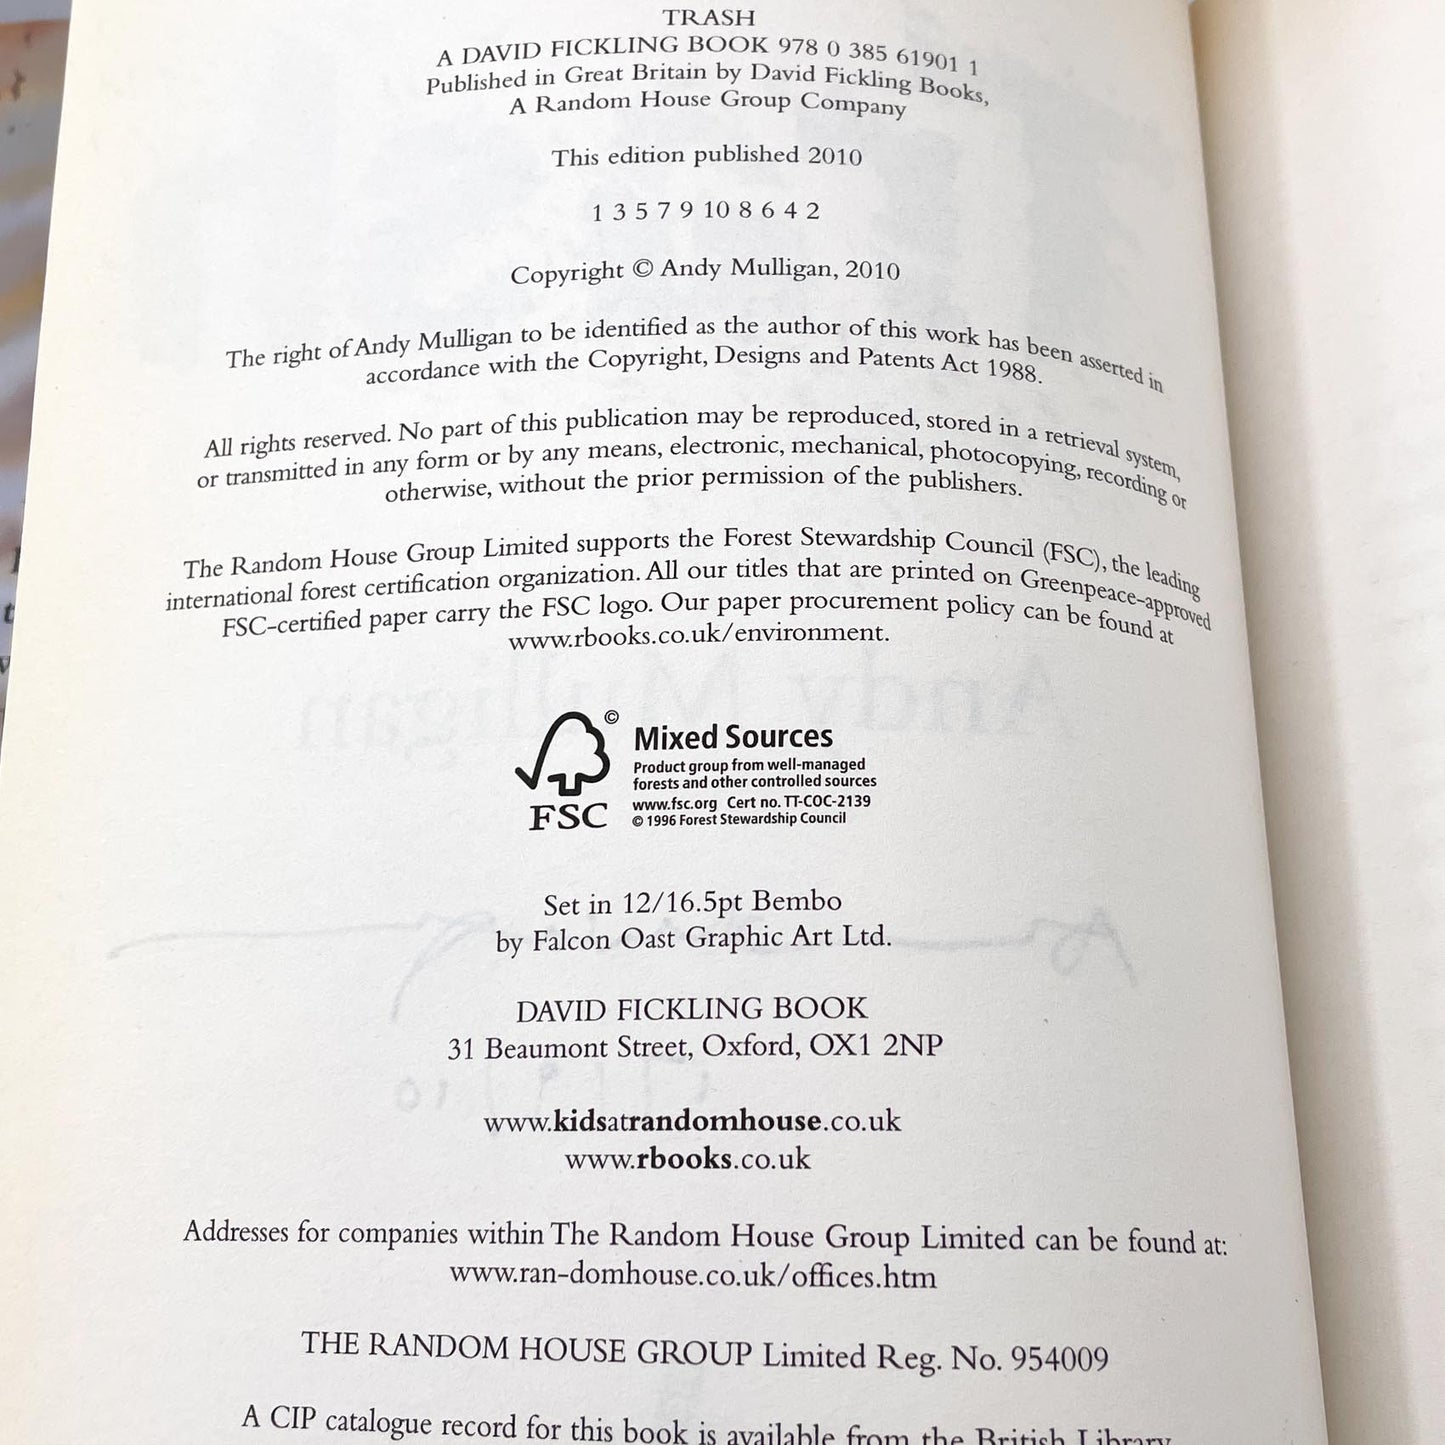 TRASH
A DAVID FICKLING BOOK 978 0 385 61901 1
Published in Great Britain by David Fickling Books,
A Random House Group Company
This edition published 2010
1 3 5 7 9 10 8 6 4 2
Copyright © Andy Mulligan, 2010
The right of Andy Mulligan to be identified as the author of this work has been asserted in
accordance with the Copyright, Designs and Patents Act 1988.
All rights reserved. No part of this publication may be reproduced, stored in a retrieval system,
or transmitted in any form or by any means, electronic, mechanical, photocopying, recording or
otherwise, without the prior permission of the publishers.
The Random House Group Limited supports the Forest Stewardship Council (FSC), the leading
international forest certification organization. All our titles that are printed on Greenpeace-approved
FSC-certified paper carry the FSC logo. Our paper procurement policy can be found at
www.rbooks.co.uk/environment.
©
FSC
Mixed Sources
Product group from well-managed
forests and other controlled sources
www.fsc.org Cert no. TT-COC-2139
© 1996 Forest Stewardship Council
Set in 12/16.5pt Bembo
by Falcon Oast Graphic Art Ltd.
DAVID FICKLING BOOK
31 Beaumont Street, Oxford, OX1 2NP
www.kidsatrandomhouse.co.uk
www.rbooks.co.uk
Addresses for companies within The Random House Group Limited can be found at:
www.ran-domhouse.co.uk/offices.htm
THE RANDOM HOUSE GROUP Limited Reg. No. 954009
A CIP catalogue record for this book is available from the British Library.